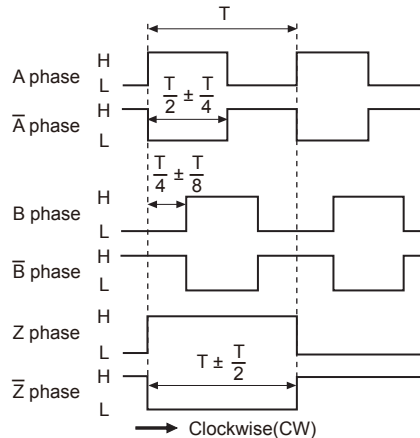 T
H
A phase
L
T/2 ± T/4
H
A̅ phase
L
T/4 ± T/8
H
B phase
L
H
B̅ phase
L
H
Z phase
L
T ± T/2
H
Z̅ phase
L
Clockwise(CW)